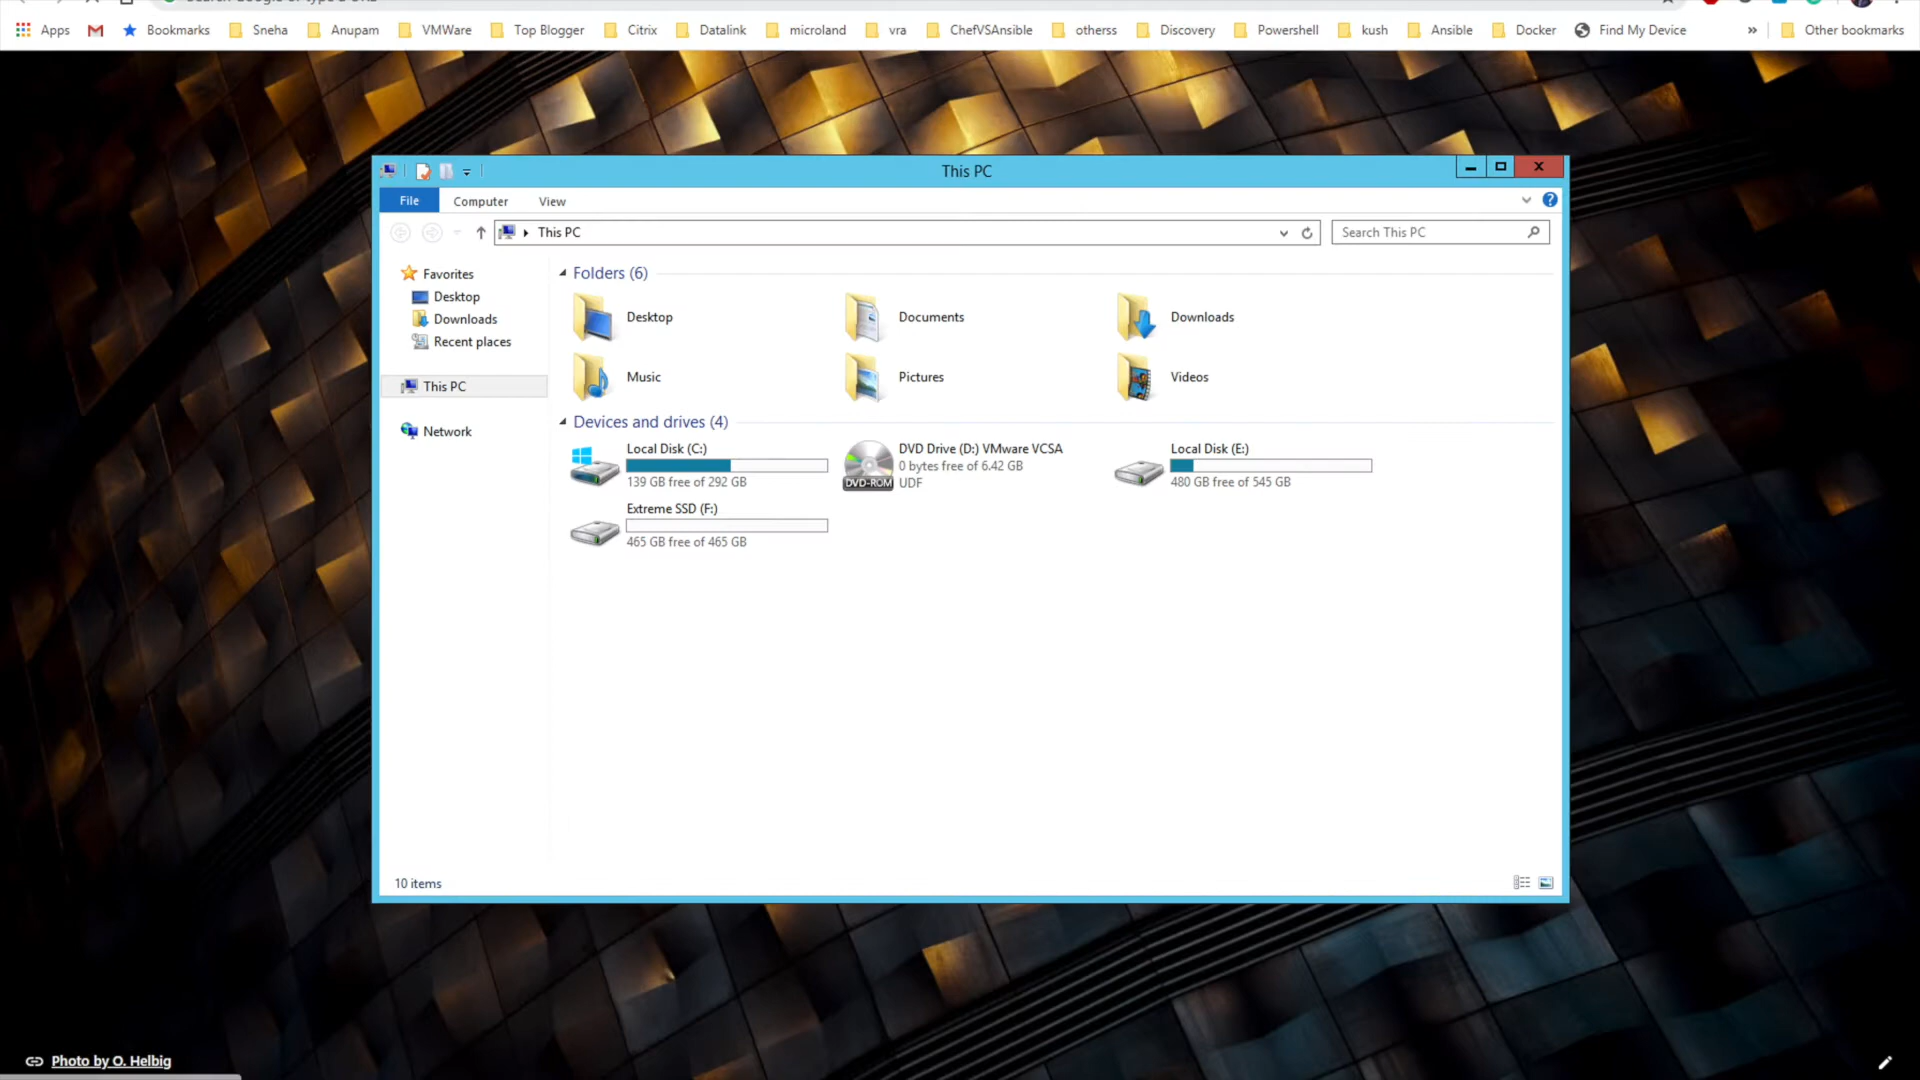 Apps
Bookmarks
Sneha
Anupam
VMWare
Top Blogger
Citrix
Datalink
microland
vra
ChefVSAnsible
otherss
Discovery
Powershell
kush
Ansible
Docker
Find My Device
»
Other bookmarks
This PC
File
Computer
View
This PC
Search This PC
Favorites
Desktop
Downloads
Recent places
This PC
Network
Folders (6)
Desktop
Documents
Downloads
Music
Pictures
Videos
Devices and drives (4)
Local Disk (C:)
139 GB free of 292 GB
DVD Drive (D:) VMware VCSA
0 bytes free of 6.42 GB
UDF
DVD-ROM
Local Disk (E:)
480 GB free of 545 GB
Extreme SSD (F:)
465 GB free of 465 GB
10 items
Photo by O. Helbig